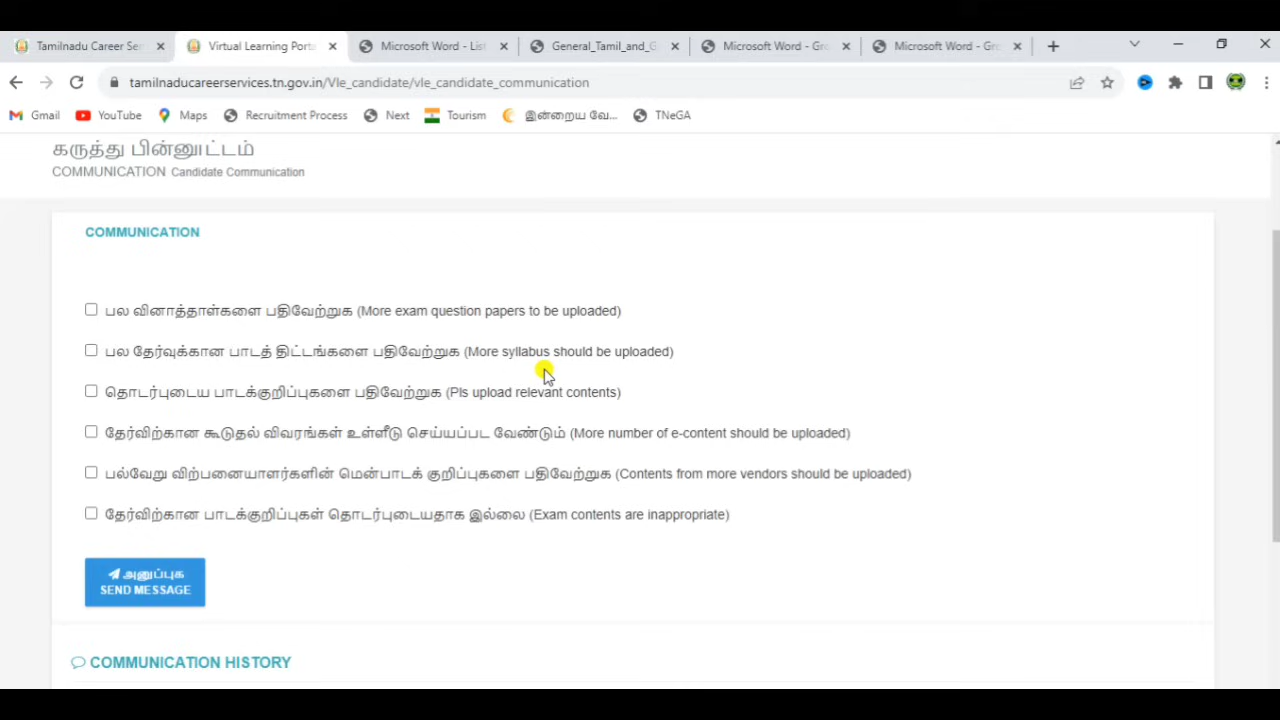 Tamilnadu Career Ser
Virtual Learning Porta
Microsoft Word - List
General_Tamil_and_G
Microsoft Word - Gro
Microsoft Word - Gro
tamilnaducareerservices.tn.gov.in/Vle_candidate/vle_candidate_communication
Gmail
YouTube
Maps
Recruitment Process
Next
Tourism
இன்றைய வே...
TNeGA
கருத்து பின்னூட்டம்
COMMUNICATION Candidate Communication
COMMUNICATION
பல வினாத்தாள்களை பதிவேற்றுக (More exam question papers to be uploaded)
பல தேர்வுக்கான பாடத் திட்டங்களை பதிவேற்றுக (More syllabus should be uploaded)
தொடர்புடைய பாடக்குறிப்புகளை பதிவேற்றுக (Pls upload relevant contents)
தேர்விற்கான கூடுதல் விவரங்கள் உள்ளீடு செய்யப்பட வேண்டும் (More number of e-content should be uploaded)
பல்வேறு விற்பனையாளர்களின் மென்பாடக் குறிப்புகளை பதிவேற்றுக (Contents from more vendors should be uploaded)
தேர்விற்கான பாடக்குறிப்புகள் தொடர்புடையதாக இல்லை (Exam contents are inappropriate)
அனுப்புக
SEND MESSAGE
COMMUNICATION HISTORY